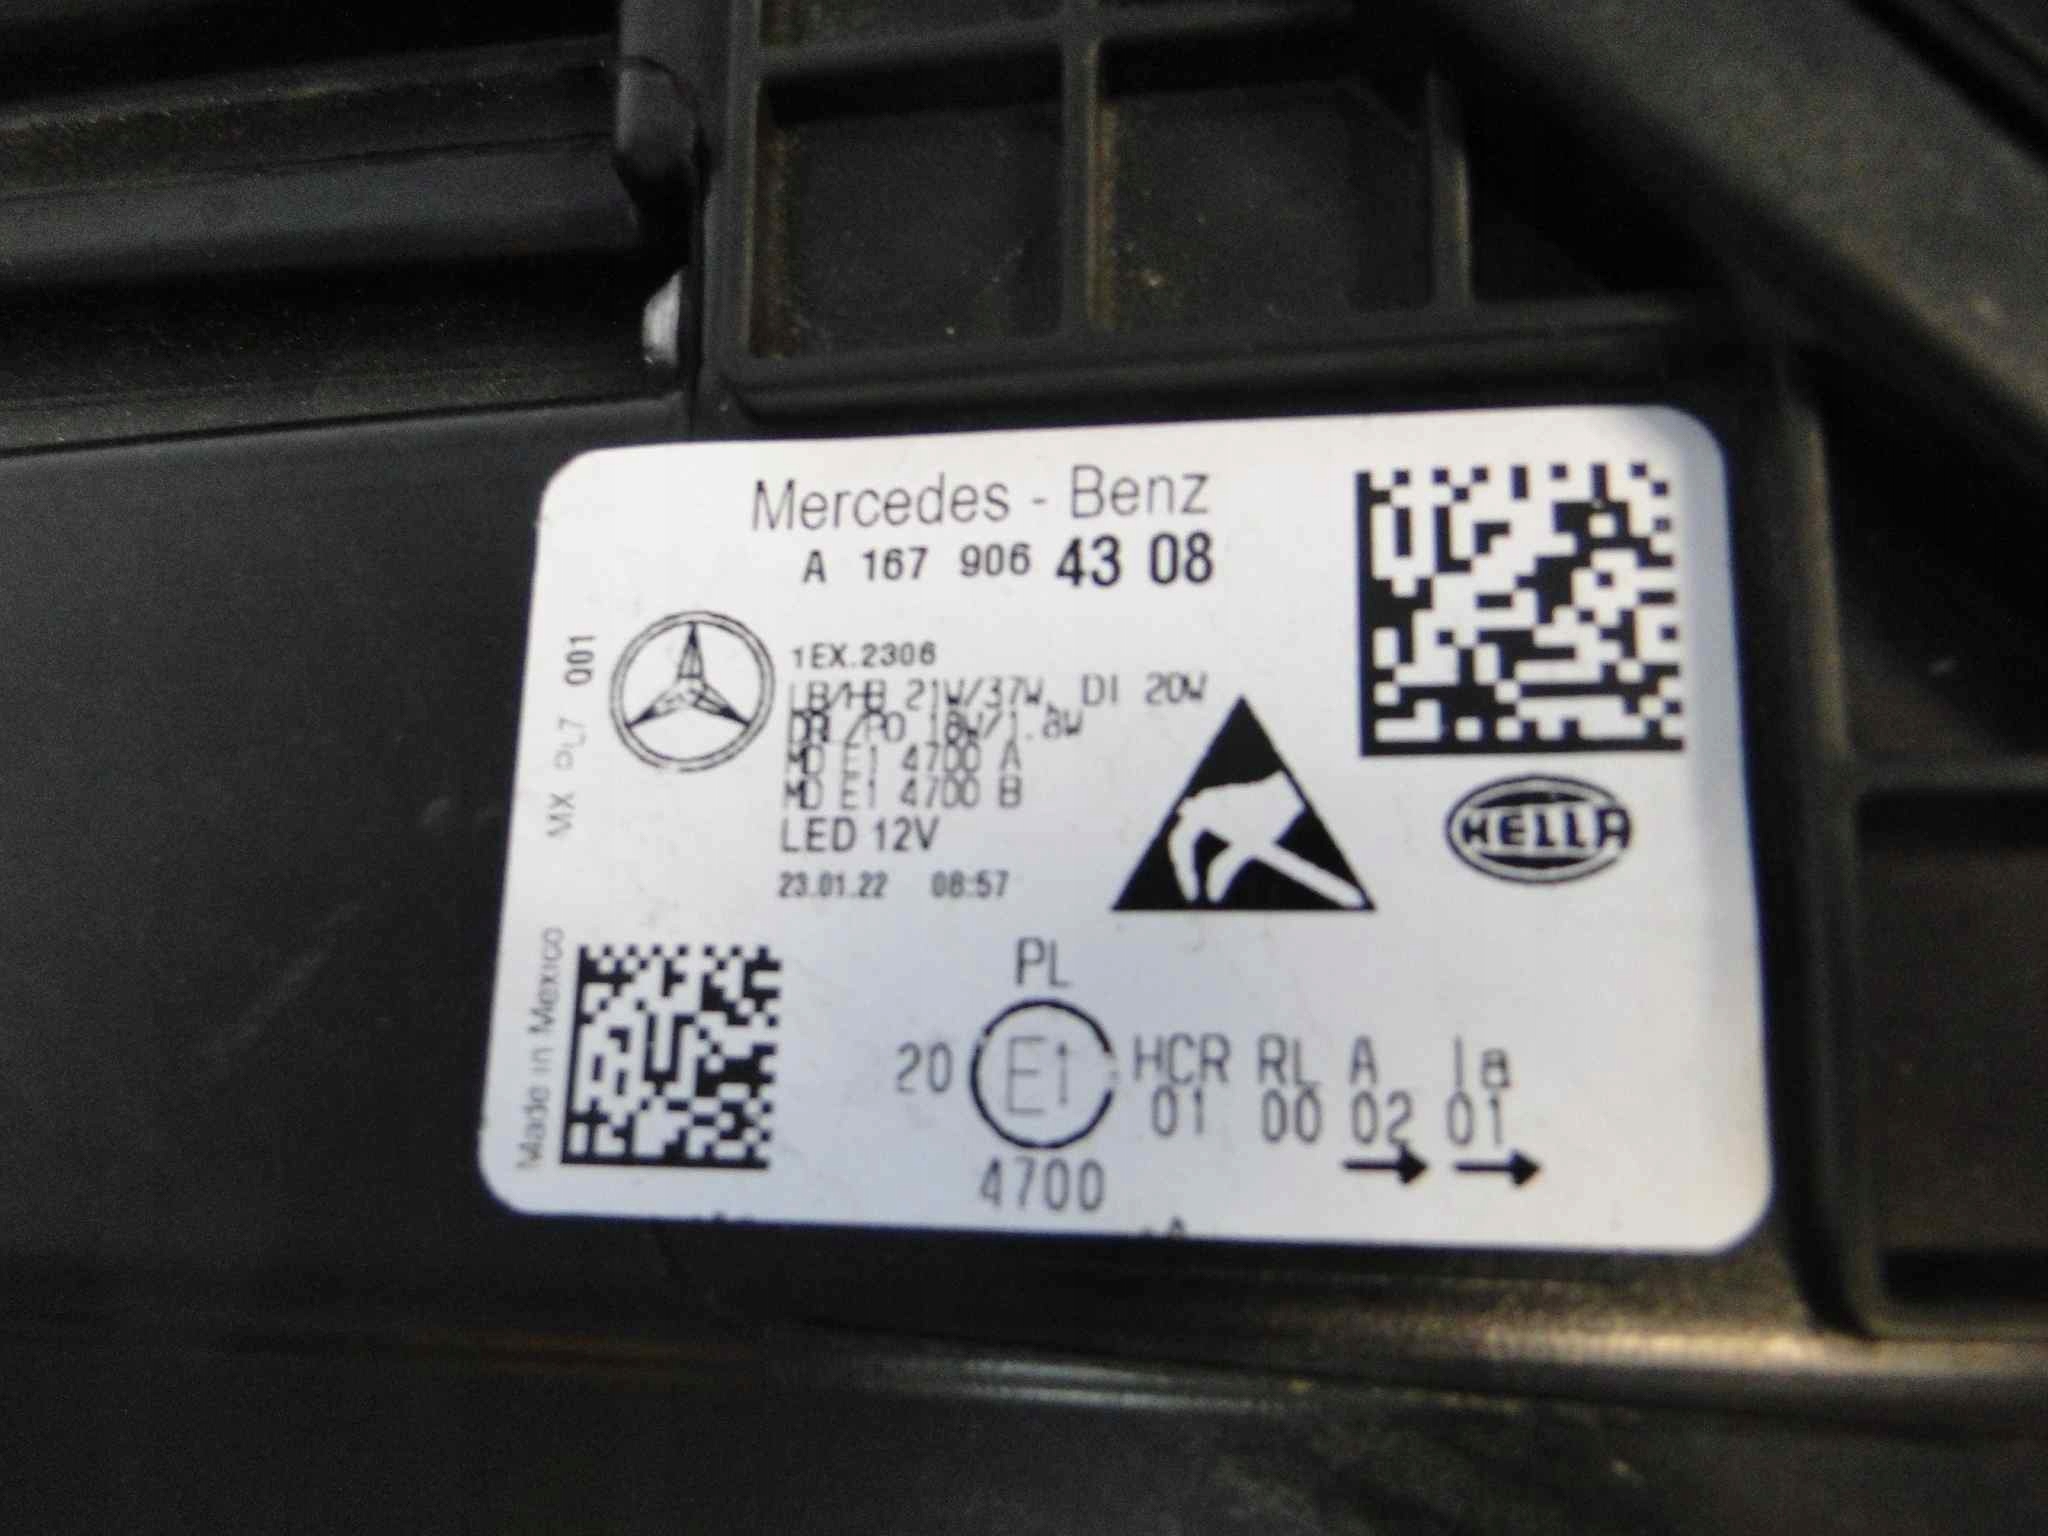 Mercedes - Benz
A 167 906 43 08
1EX.2306
LB/HB 21W/37W, DI 20W
DRL/PO 18W/1.8W
MD E1 4700 A
MD E1 4700 B
LED 12V
23.01.22 08:57
MX PL7 001
Made in Mexico
HELLA
PL
20 E1 HCR RL A Ia
01 00 02 01
4700